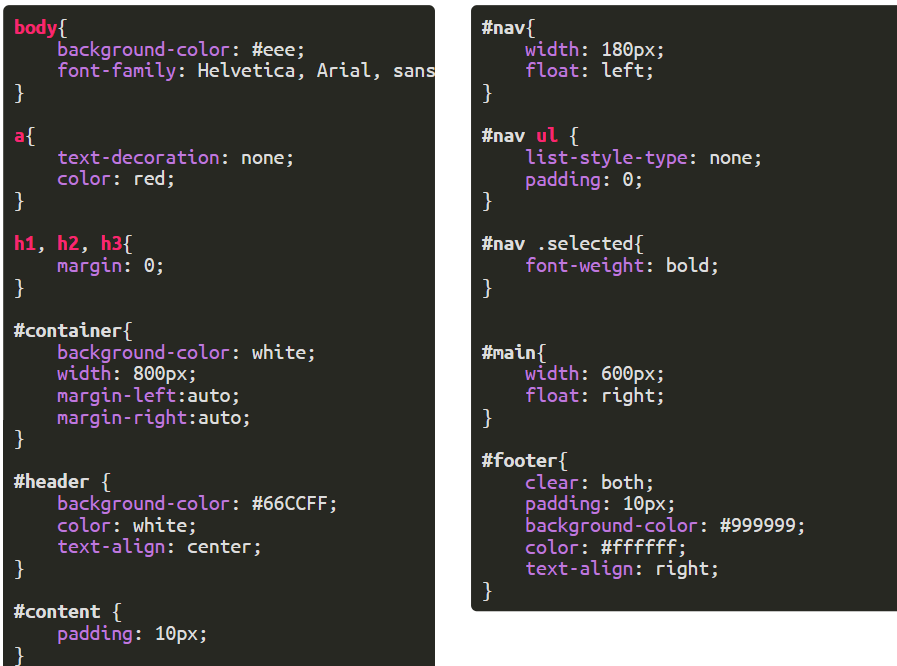 body{
    background-color: #eee;
    font-family: Helvetica, Arial, sans
}

a{
    text-decoration: none;
    color: red;
}

h1, h2, h3{
    margin: 0;
}

#container{
    background-color: white;
    width: 800px;
    margin-left:auto;
    margin-right:auto;
}

#header {
    background-color: #66CCFF;
    color: white;
    text-align: center;
}

#content {
    padding: 10px;
}

#nav{
    width: 180px;
    float: left;
}

#nav ul {
    list-style-type: none;
    padding: 0;
}

#nav .selected{
    font-weight: bold;
}

#main{
    width: 600px;
    float: right;
}

#footer{
    clear: both;
    padding: 10px;
    background-color: #999999;
    color: #ffffff;
    text-align: right;
}